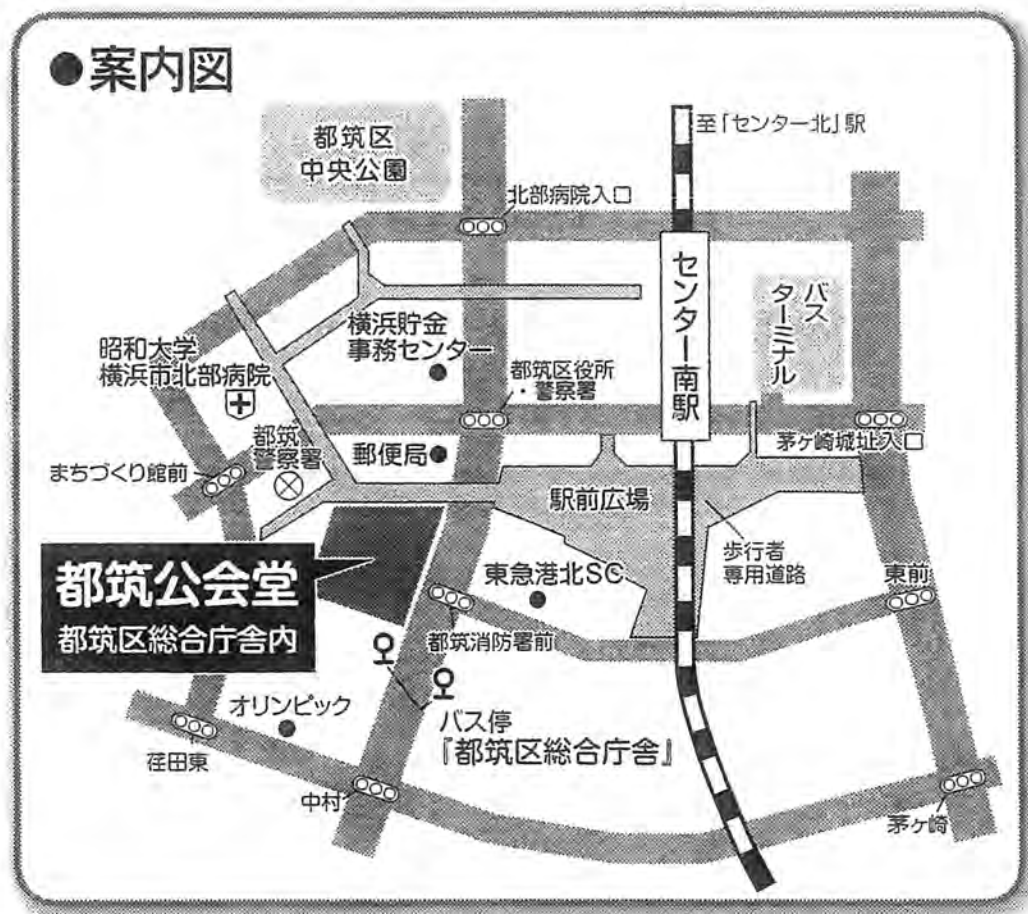 ●案内図
至「センター北」駅
都筑区
中央公園
北部病院入口
センター南駅
バス
ターミナル
横浜貯金
事務センター
昭和大学
横浜市北部病院
都筑区役所
・警察署
茅ヶ崎城址入口
都筑
警察署
郵便局
まちづくり館前
駅前広場
歩行者
専用道路
東急港北SC
東前
都筑公会堂
都筑区総合庁舎内
都筑消防署前
オリンピック
バス停
『都筑区総合庁舎』
荏田東
中村
茅ヶ崎